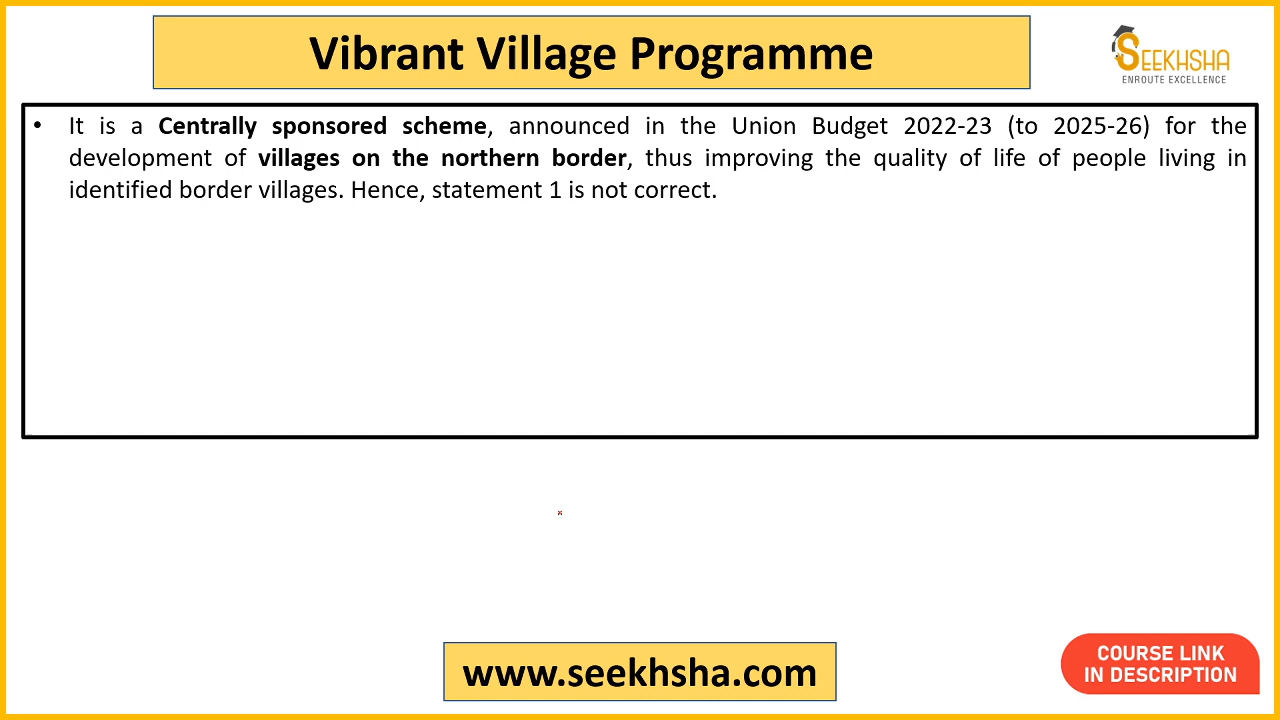 Vibrant Village Programme
SEEKHSHA
ENROUTE EXCELLENCE
• It is a Centrally sponsored scheme, announced in the Union Budget 2022-23 (to 2025-26) for the
development of villages on the northern border, thus improving the quality of life of people living in
identified border villages. Hence, statement 1 is not correct.
www.seekhsha.com
COURSE LINK
IN DESCRIPTION